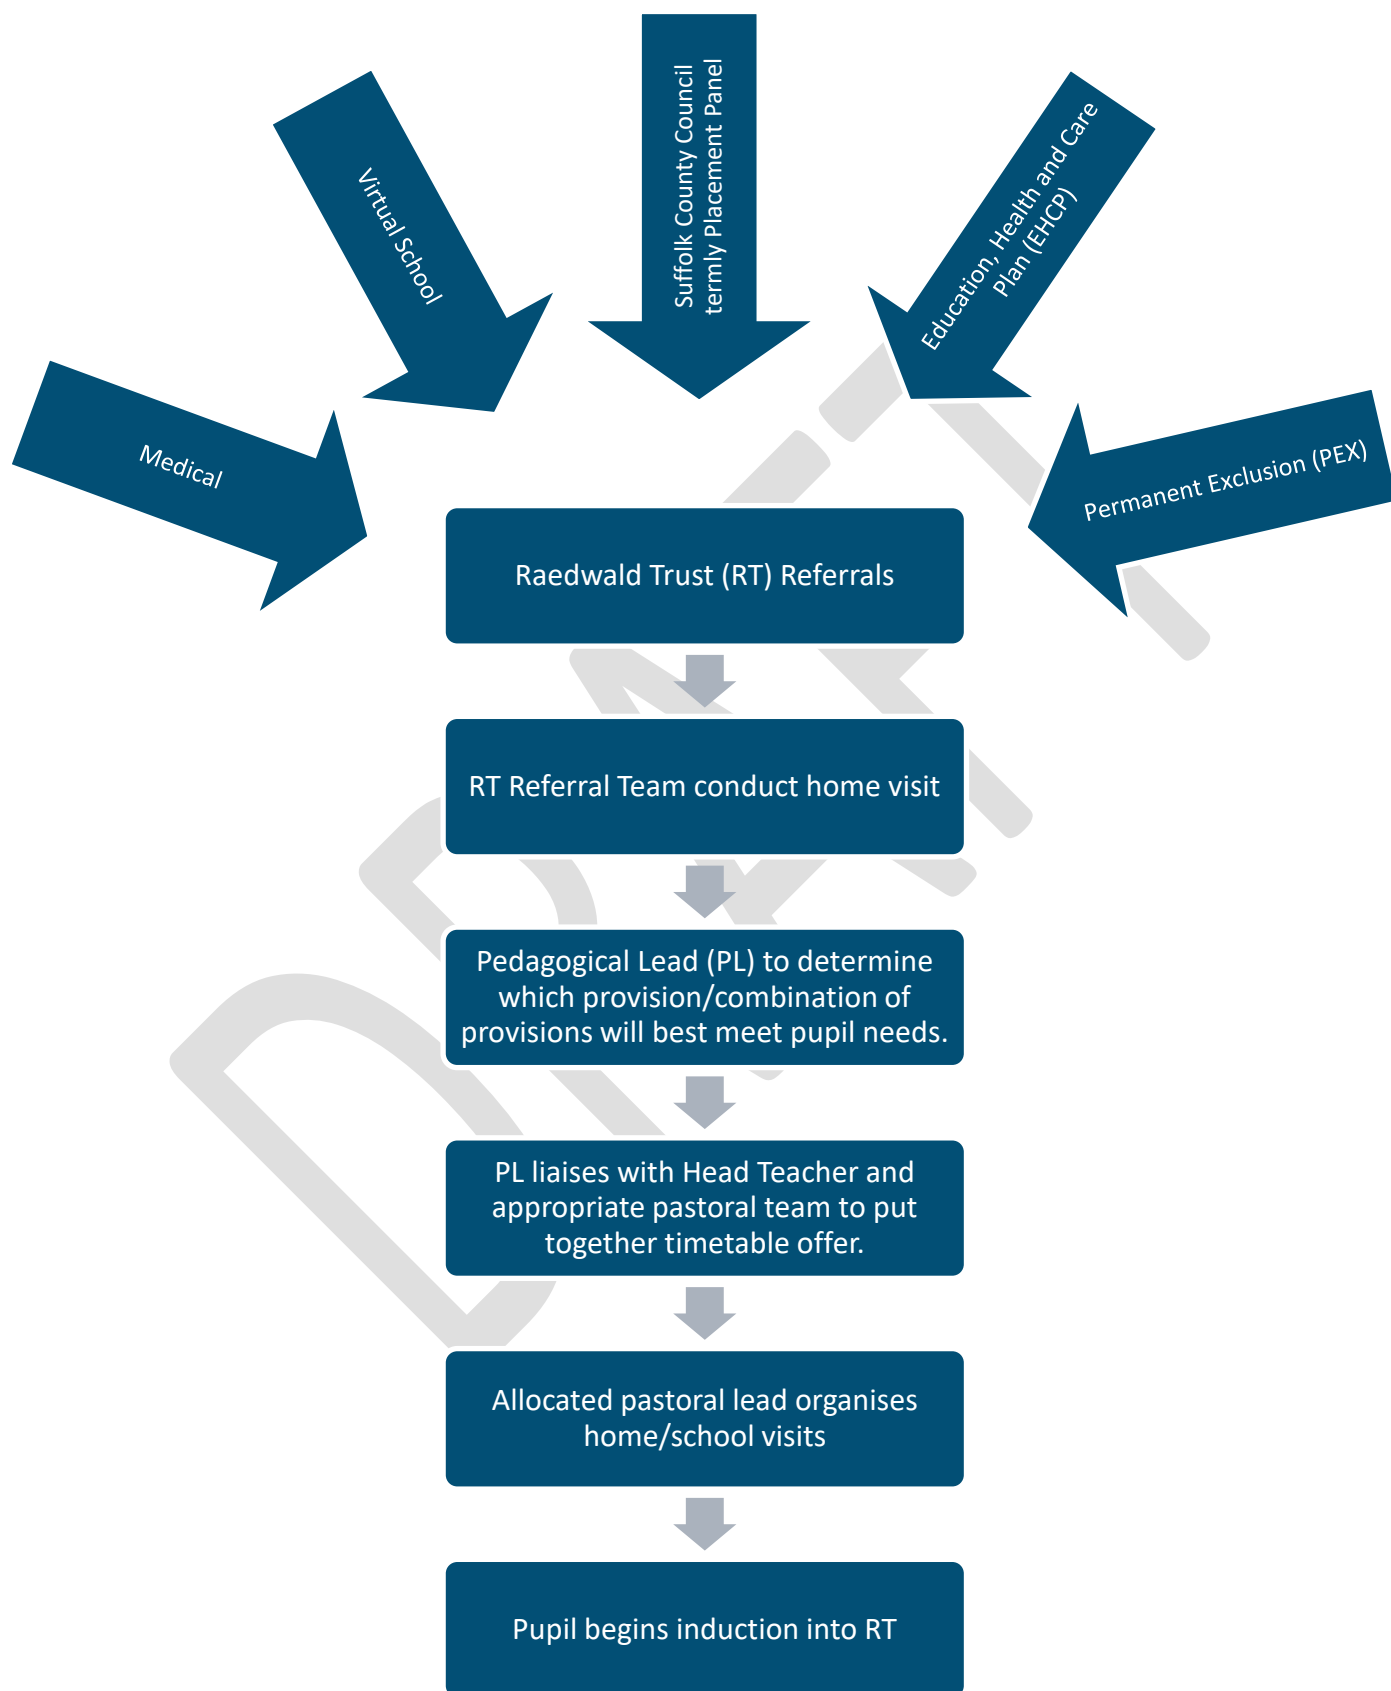 Suffolk County Council
termly Placement Panel
Virtual School
Education, Health and Care
Plan (EHCP)
Medical
Permanent Exclusion (PEX)
Raedwald Trust (RT) Referrals
RT Referral Team conduct home visit
Pedagogical Lead (PL) to determine
which provision/combination of
provisions will best meet pupil needs.
PL liaises with Head Teacher and
appropriate pastoral team to put
together timetable offer.
Allocated pastoral lead organises
home/school visits
Pupil begins induction into RT
DRAFT